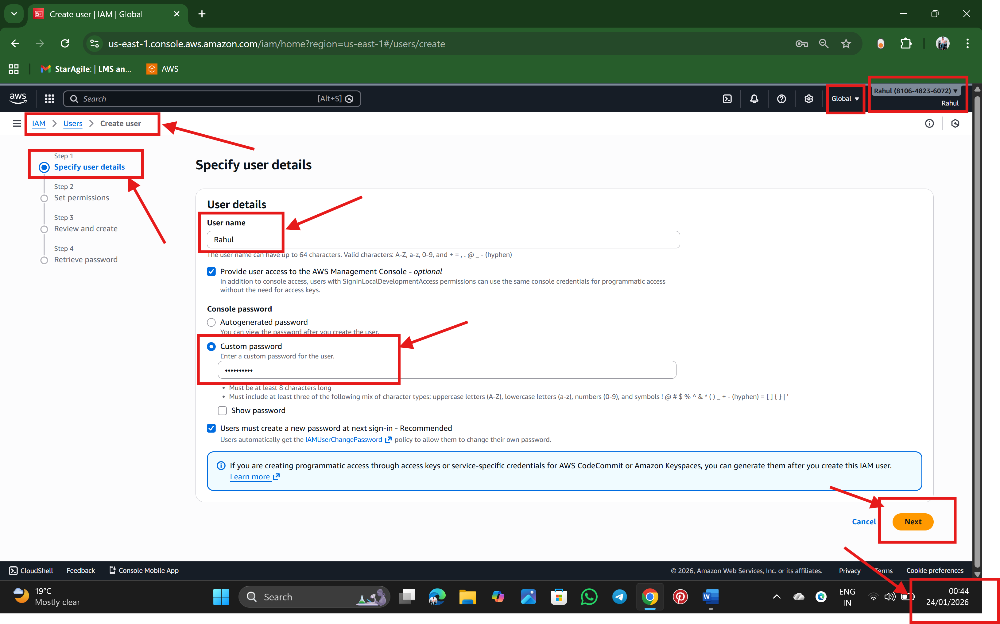 Create user | IAM | Global
us-east-1.console.aws.amazon.com/iam/home?region=us-east-1#/users/create
StarAgile: | LMS an...
AWS
aws
Search
[Alt+S]
Global
Rahul (8106-4823-6072)
Rahul
IAM
Users
Create user
Step 1
Specify user details
Step 2
Set permissions
Step 3
Review and create
Step 4
Retrieve password
Specify user details
User details
User name
Rahul
The user name can have up to 64 characters. Valid characters: A-Z, a-z, 0-9, and + = , . @ _ - (hyphen)
Provide user access to the AWS Management Console - optional
In addition to console access, users with SignInLocalDevelopmentAccess permissions can use the same console credentials for programmatic access
without the need for access keys.
Console password
Autogenerated password
You can view the password after you create the user.
Custom password
Enter a custom password for the user.
••••••••••
• Must be at least 8 characters long
• Must include at least three of the following mix of character types: uppercase letters (A-Z), lowercase letters (a-z), numbers (0-9), and symbols ! @ # $ % ^ & * ( ) _ + - (hyphen) = [ ] { } | '
Show password
Users must create a new password at next sign-in - Recommended
Users automatically get the IAMUserChangePassword policy to allow them to change their own password.
If you are creating programmatic access through access keys or service-specific credentials for AWS CodeCommit or Amazon Keyspaces, you can generate them after you create this IAM user.
Learn more
Cancel
Next
CloudShell
Feedback
Console Mobile App
© 2026, Amazon Web Services, Inc. or its affiliates.
Privacy
Terms
Cookie preferences
19°C
Mostly clear
Search
W
ENG
IN
00:44
24/01/2026